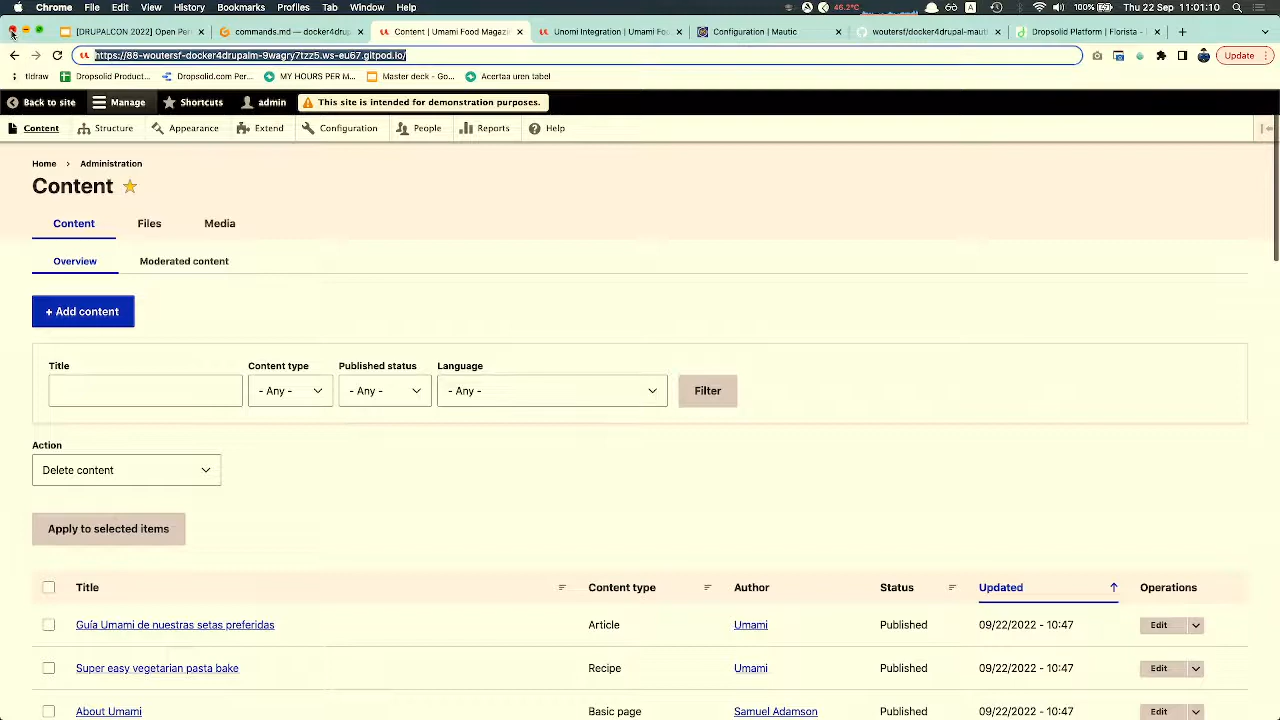 Chrome File Edit View History Bookmarks Profiles Tab Window Help 46.2°C 100% Thu 22 Sep 11:01:10
[DRUPALCON 2022] Open Per
commands.md — docker4drup
Content | Umami Food Magazi
Unomi Integration | Umami Fo
Configuration | Mautic
woutersf/docker4drupal-maut
Dropsolid Platform | Florista -
https://88-woutersf-docker4drupalm-9wagry7tzz5.ws-eu67.gitpod.io/
Update
tldraw Dropsolid Product... Dropsolid.com Per... MY HOURS PER M... Master deck - Go... Acertaa uren tabel
Back to site Manage Shortcuts admin This site is intended for demonstration purposes.
Content Structure Appearance Extend Configuration People Reports Help
Home › Administration
Content
Content Files Media
Overview Moderated content
+ Add content
Title Content type Published status Language
- Any - - Any - - Any - Filter
Action
Delete content
Apply to selected items
Title Content type Author Status Updated Operations
Guía Umami de nuestras setas preferidas Article Umami Published 09/22/2022 - 10:47 Edit
Super easy vegetarian pasta bake Recipe Umami Published 09/22/2022 - 10:47 Edit
About Umami Basic page Samuel Adamson Published 09/22/2022 - 10:47 Edit